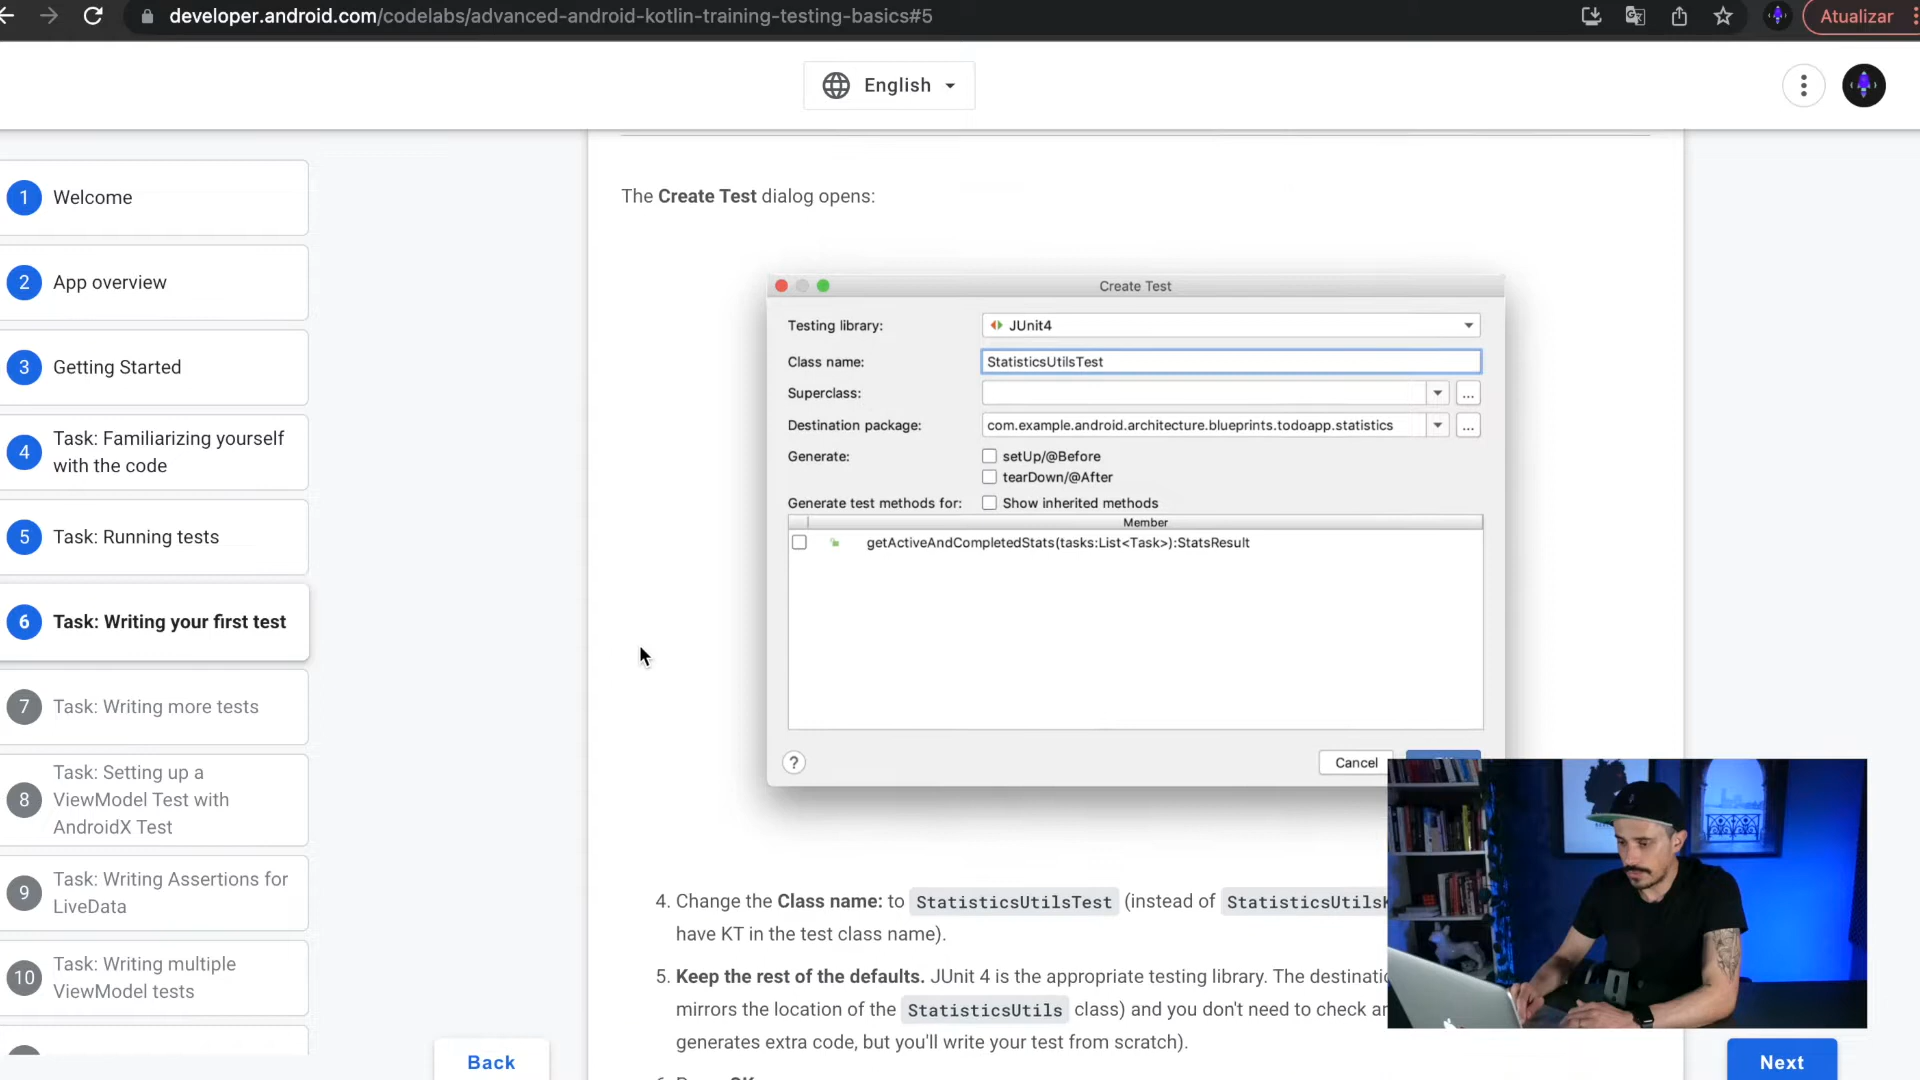 developer.android.com/codelabs/advanced-android-kotlin-training-testing-basics#5
Atualizar
English
1 Welcome
2 App overview
3 Getting Started
4 Task: Familiarizing yourself
with the code
5 Task: Running tests
6 Task: Writing your first test
7 Task: Writing more tests
8 Task: Setting up a
ViewModel Test with
AndroidX Test
9 Task: Writing Assertions for
LiveData
10 Task: Writing multiple
ViewModel tests
The Create Test dialog opens:
Create Test
Testing library: JUnit4
Class name: StatisticsUtilsTest
Superclass: ...
Destination package: com.example.android.architecture.blueprints.todoapp.statistics ...
Generate: setUp/@Before
tearDown/@After
Generate test methods for: Show inherited methods
Member
getActiveAndCompletedStats(tasks:List<Task>):StatsResult
? Cancel
4. Change the Class name: to StatisticsUtilsTest (instead of
have KT in the test class name).
5. Keep the rest of the defaults. JUnit 4 is the appropriate testing library. The
mirrors the location of the StatisticsUtils class) and you don't need to check
generates extra code, but you'll write your test from scratch).
Back
Next